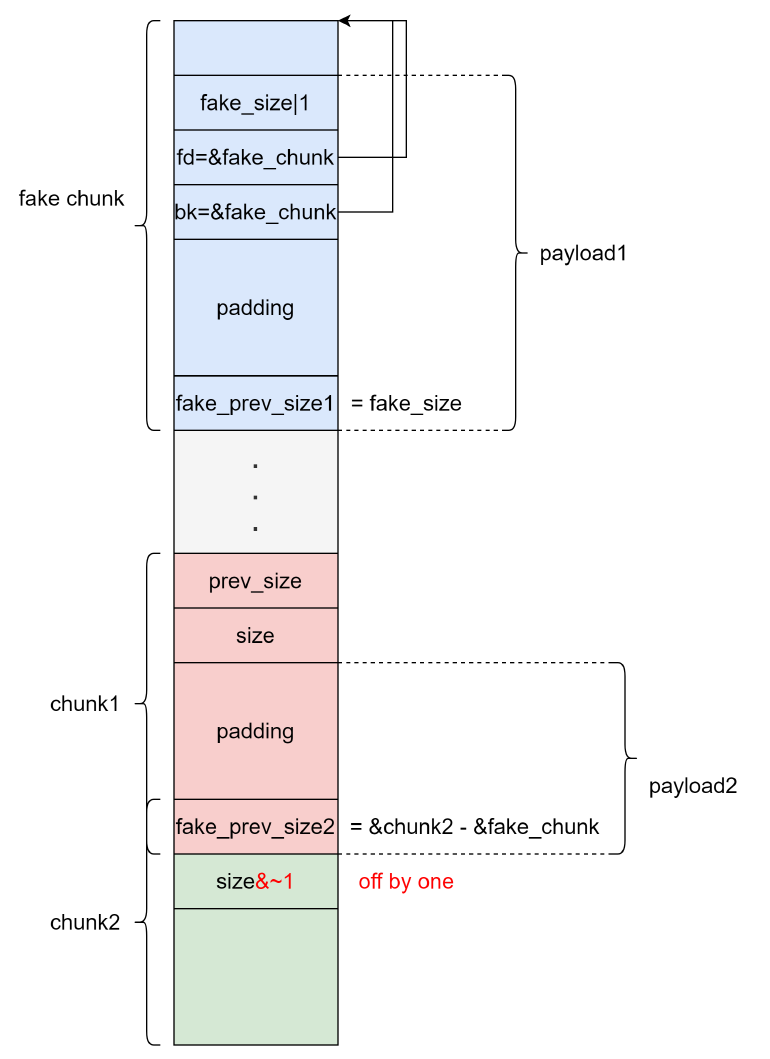 fake_size|1
fd=&fake_chunk
fake chunk
bk=&fake_chunk
payload1
padding
fake_prev_size1 = fake_size
.
.
.
prev_size
size
chunk1
padding
payload2
fake_prev_size2 = &chunk2 - &fake_chunk
size&~1 off by one
chunk2